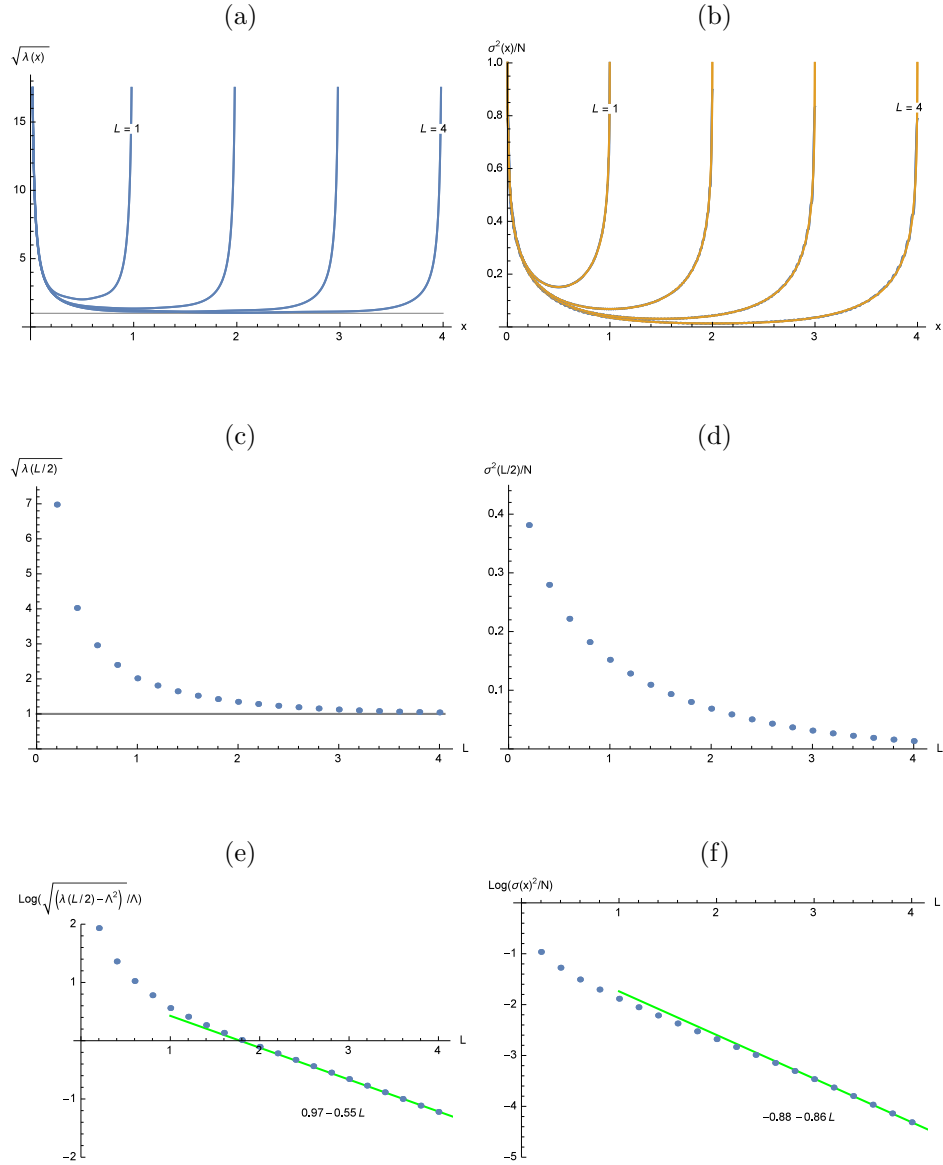 (a)
(b)
√λ(x)
15
10
5
L = 1
L = 4
0
1
2
3
4
x
σ²(x)/N
1.0
0.8
0.6
0.4
0.2
L = 1
L = 4
0
1
2
3
4
x
(c)
(d)
√λ(L/2)
7
6
5
4
3
2
1
0
1
2
3
4
L
σ²(L/2)/N
0.4
0.3
0.2
0.1
0
1
2
3
4
L
(e)
(f)
Log(√(λ(L/2)−Λ²) /Λ)
2
1
1
2
3
4
L
−1
−2
0.97 − 0.55 L
Log(σ(x)²/N)
1
2
3
4
L
−1
−2
−3
−4
−5
−0.88 − 0.86 L